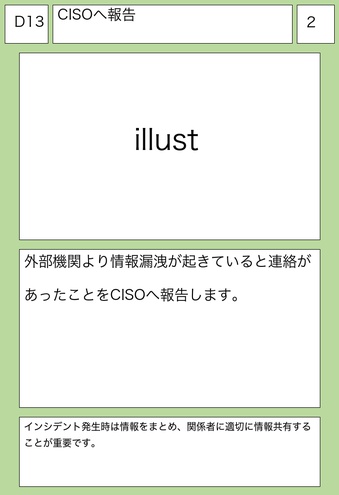 D13
CISOへ報告
2
illust
外部機関より情報漏洩が起きていると連絡が
あったことをCISOへ報告します。
インシデント発生時は情報をまとめ、関係者に適切に情報共有する
ことが重要です。